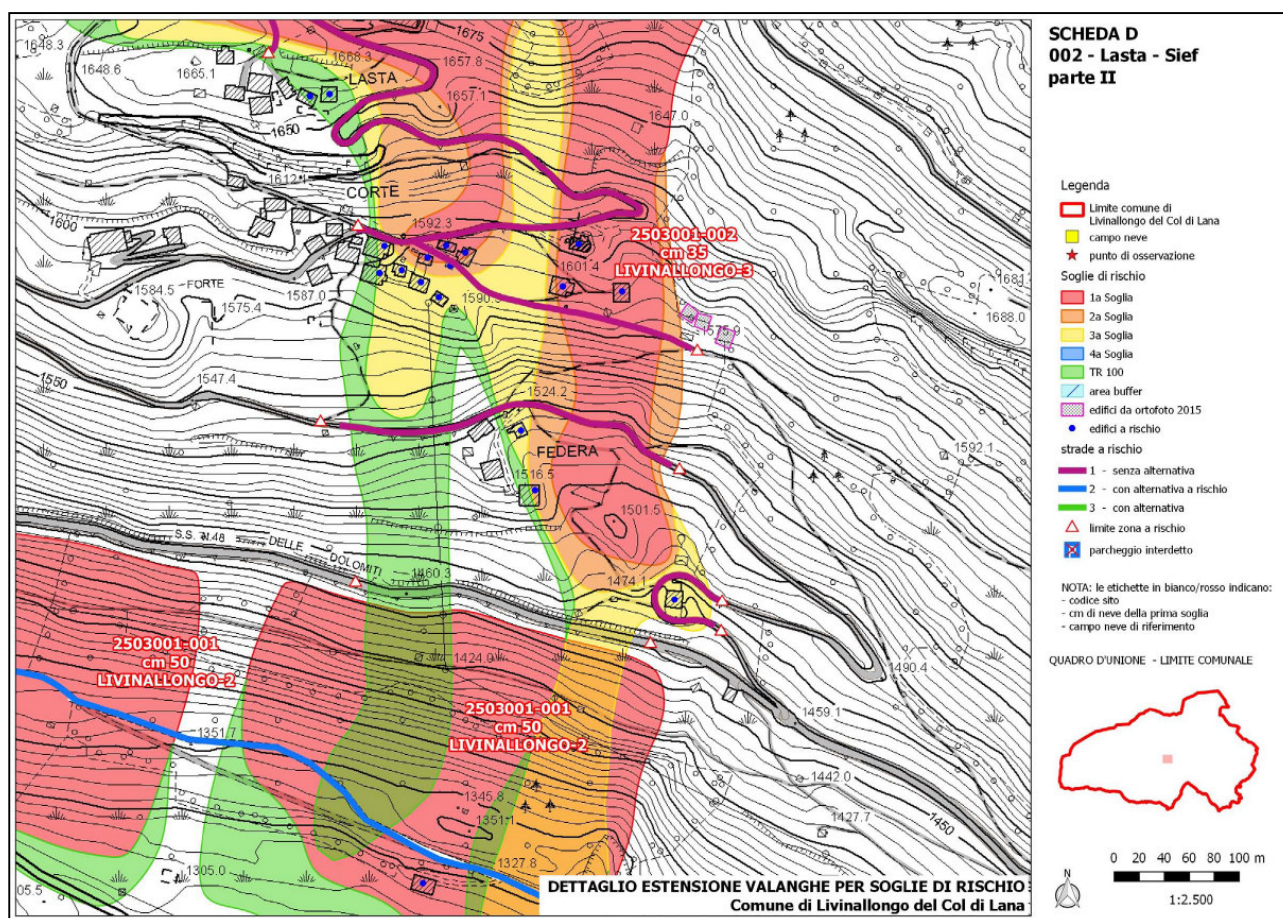 SCHEDA D
002 - Lasta - Sief
parte II
Legenda
Limite comune di
Livinallongo del Col di Lana
campo neve
punto di osservazione
Soglie di rischio
1a Soglia
2a Soglia
3a Soglia
4a Soglia
TR 100
area buffer
edifici da ortofoto 2015
edifici a rischio
strade a rischio
1 - senza alternativa
2 - con alternativa a rischio
3 - con alternativa
limite zona a rischio
parcheggio interdetto
NOTA: le etichette in bianco/rosso indicano:
- codice sito
- cm di neve della prima soglia
- campo neve di riferimento
QUADRO D'UNIONE - LIMITE COMUNALE
N
0 20 40 60 80 100 m
1:2.500
1648.3
1668.3
1675
1657.8
1648.6
1665.1
LASTA
1657.1
1650
1647.0
1612.1
CORTE
1592.3
1600
2503001-002
cm 35
LIVINALLONGO-3
1601.4
1584.5
FORTE
1587.0
1575.4
1688.0
1575.9
1550
1547.4
1524.2
1592.1
FEDERA
1516.5
1501.5
S.S. N.48 DELLE DOLOMITI
1460.3
1474.1
1490.4
2503001-001
cm 50
LIVINALLONGO-2
1424.0
1459.1
2503001-001
cm 50
LIVINALLONGO-2
1351.7
1442.0
1345.8
1351.1
1427.7
1450
1305.0
1327.8
05.5
DETTAGLIO ESTENSIONE VALANGHE PER SOGLIE DI RISCHIO
Comune di Livinallongo del Col di Lana